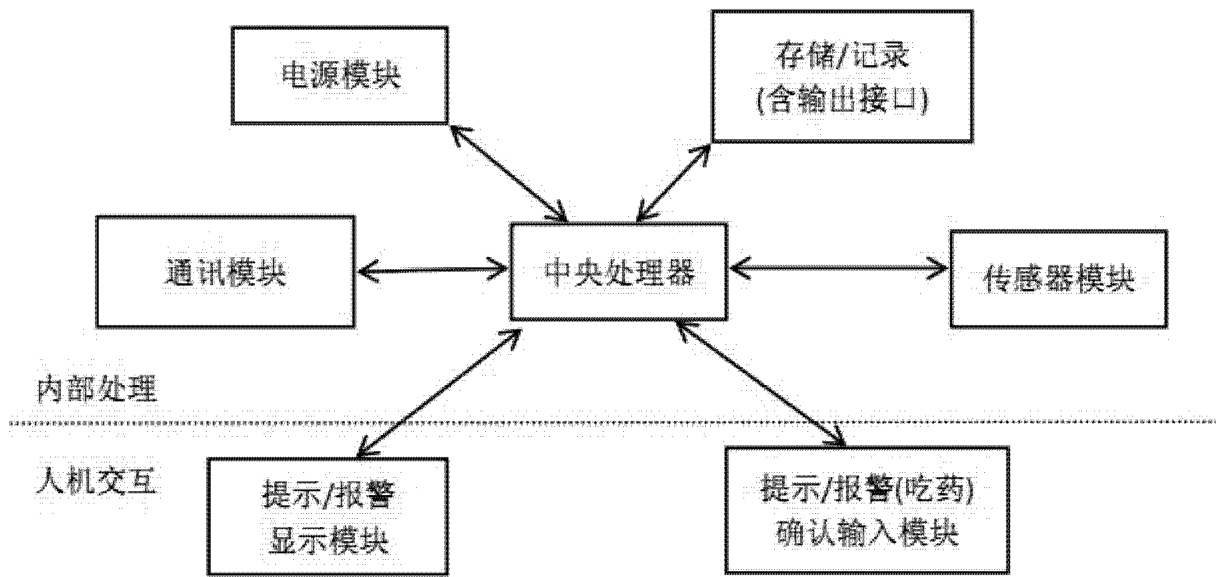 电源模块
存储/记录
(含输出接口)
通讯模块
中央处理器
传感器模块
内部处理
人机交互
提示/报警
显示模块
提示/报警(吃药)
确认输入模块